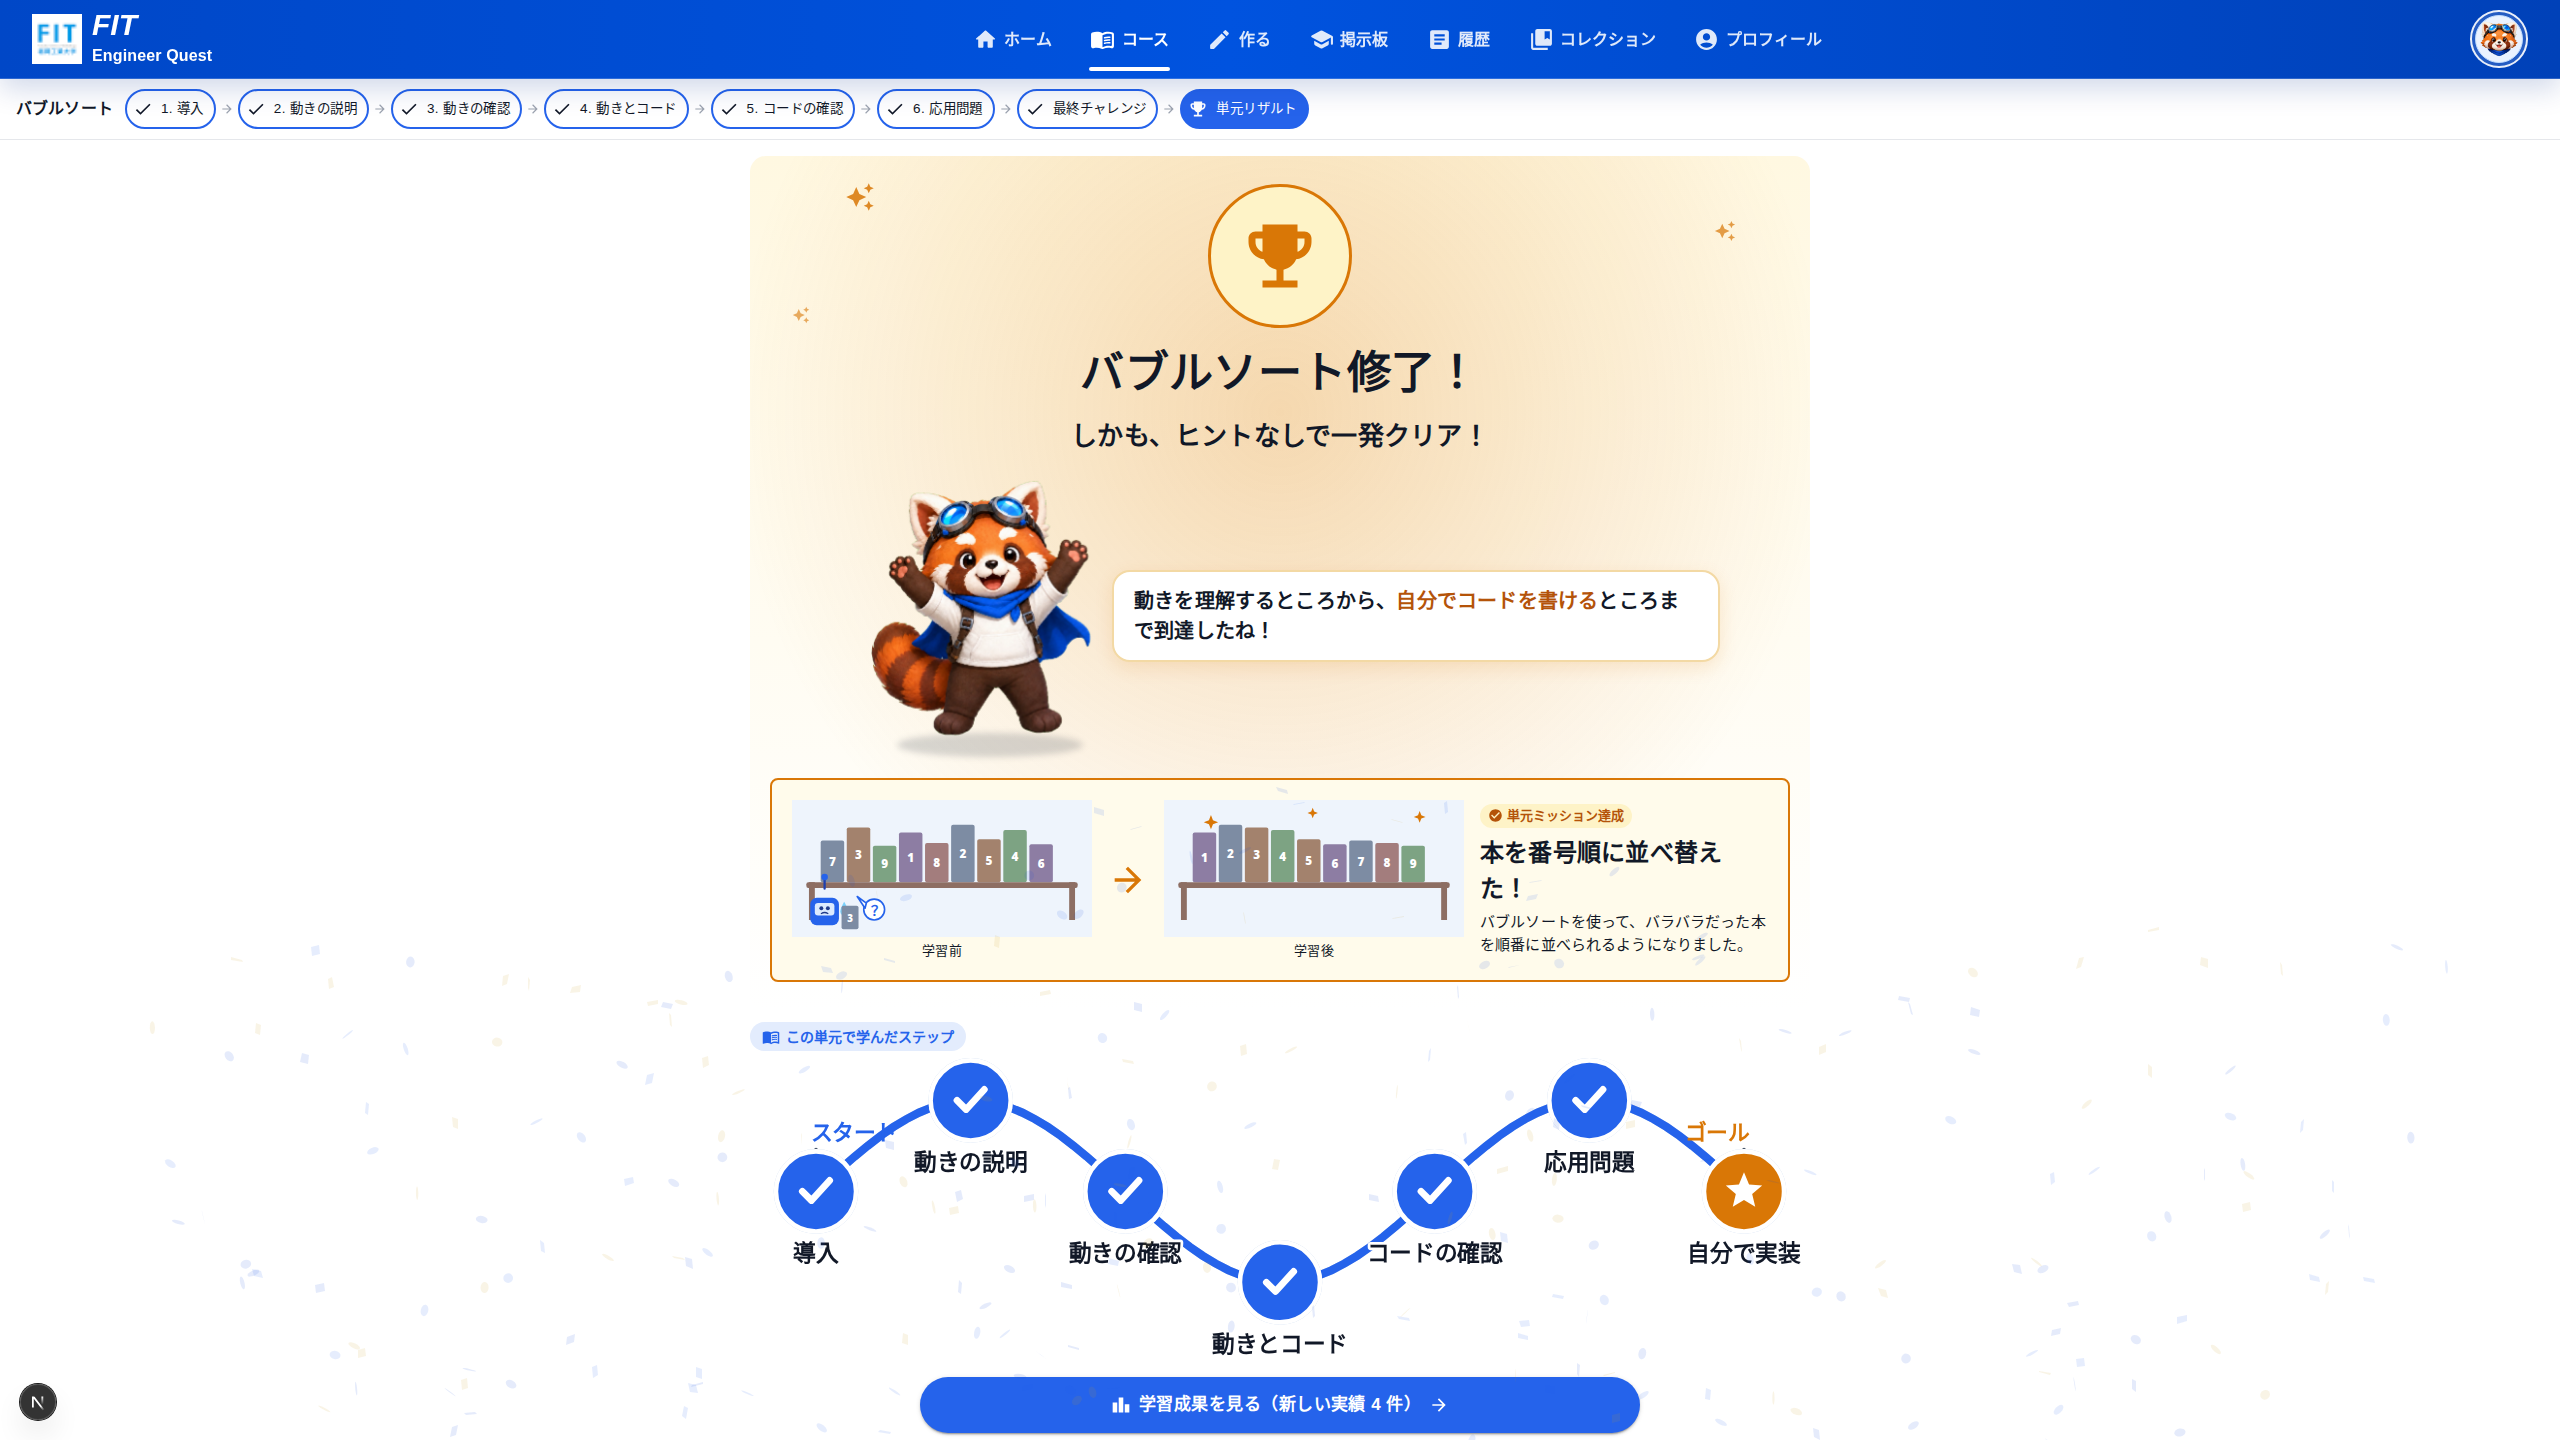 FIT
FIT
Engineer Quest
ホーム
コース
作る
掲示板
履歴
コレクション
プロフィール
バブルソート
1. 導入
2. 動きの説明
3. 動きの確認
4. 動きとコード
5. コードの確認
6. 応用問題
最終チャレンジ
単元リザルト
バブルソート修了！
しかも、ヒントなしで一発クリア！
動きを理解するところから、自分でコードを書けるところま
で到達したね！
7 3 9 1 8 2 5 4 6
3
?
学習前
1 2 3 4 5 6 7 8 9
学習後
単元ミッション達成
本を番号順に並べ替え
た！
バブルソートを使って、バラバラだった本
を順番に並べられるようになりました。
この単元で学んだステップ
スタート
ゴール
動きの説明
応用問題
導入
動きの確認
コードの確認
自分で実装
動きとコード
N
学習成果を見る（新しい実績 4 件）